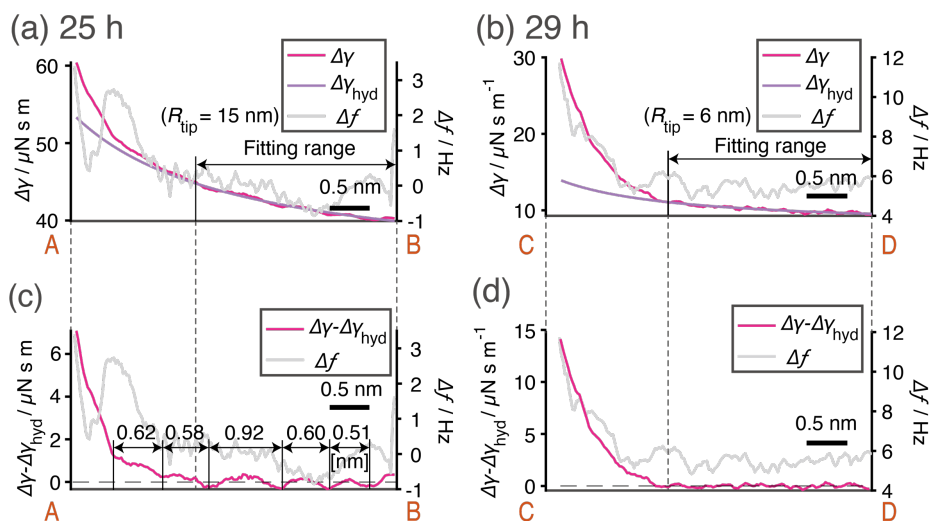 (a) 25 h
Δγ
Δγhyd
Δf
(Rtip = 15 nm)
Fitting range
0.5 nm
60
50
40
Δγ / μN s m
3
2
1
0
-1
Δf / Hz
A
B
(b) 29 h
Δγ
Δγhyd
Δf
(Rtip = 6 nm)
Fitting range
0.5 nm
30
20
10
Δγ / μN s m-1
12
10
8
6
4
Δf / Hz
C
D
(c)
Δγ-Δγhyd
Δf
0.5 nm
0.62 0.58 0.92 0.60 0.51
[nm]
6
4
2
0
Δγ-Δγhyd / μN s m
3
2
1
0
-1
Δf / Hz
A
B
(d)
Δγ-Δγhyd
Δf
0.5 nm
15
10
5
0
Δγ-Δγhyd / μN s m-1
12
10
8
6
4
Δf / Hz
C
D